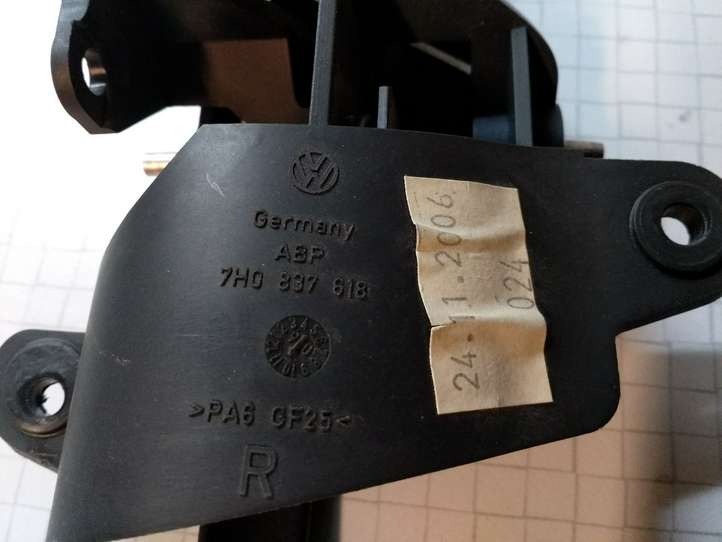 Germany
ABP
7H0 837 618
>PA6 GF25<
R
24.11.2006
024